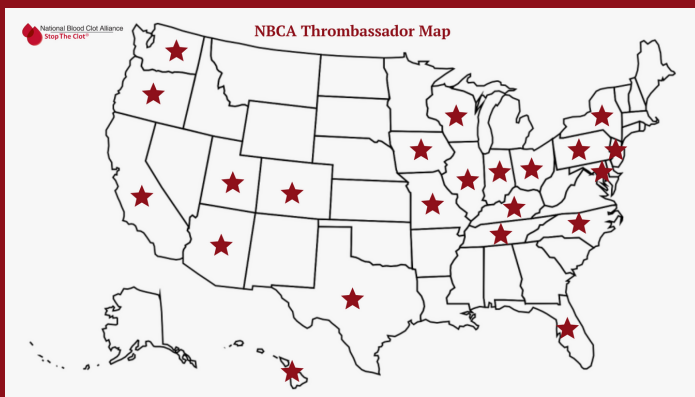 National Blood Clot Alliance
Stop The Clot®
NBCA Thrombassador Map